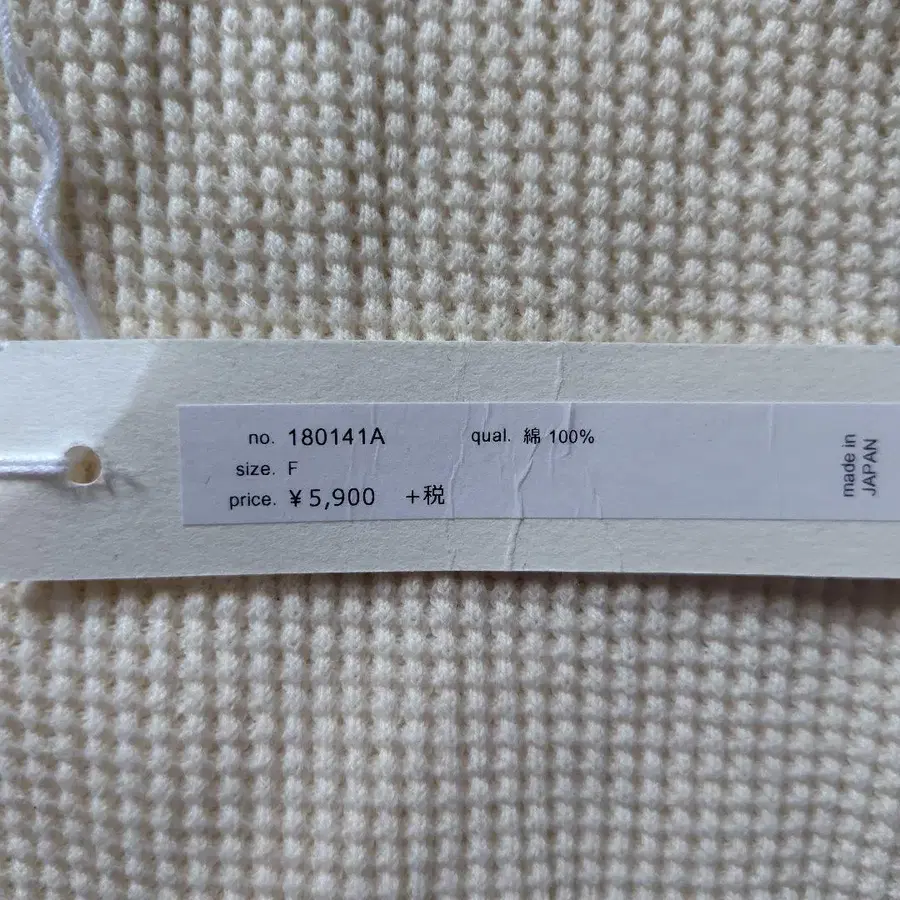 no. 180141A
size. F
price. ¥5,900 +税
qual. 綿 100%
made in
JAPAN